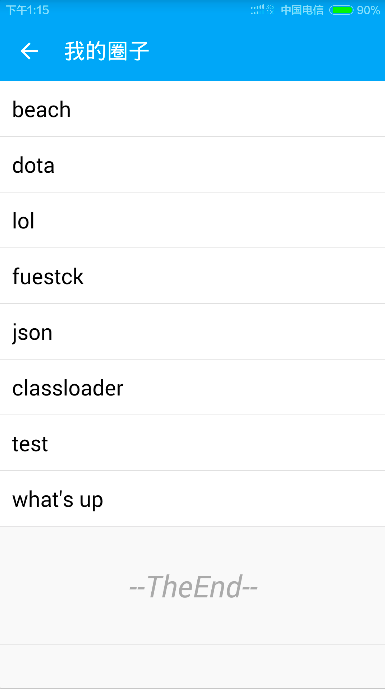 下午1:15 中国电信 90%
我的圈子
beach
dota
lol
fuestck
json
classloader
test
what's up
--TheEnd--